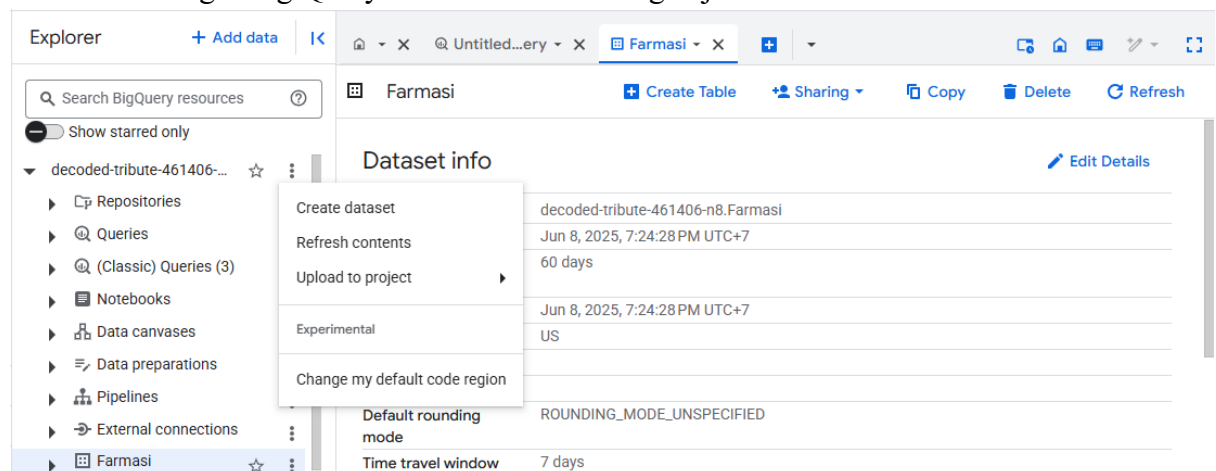 Explorer
+ Add data
Untitled...ery
Farmasi
Search BigQuery resources
Farmasi
Create Table
Sharing
Copy
Delete
Refresh
Show starred only
Dataset info
Edit Details
decoded-tribute-461406-...
Repositories
Queries
(Classic) Queries (3)
Notebooks
Data canvases
Data preparations
Pipelines
External connections
Farmasi
Create dataset
Refresh contents
Upload to project
Experimental
Change my default code region
decoded-tribute-461406-n8.Farmasi
Jun 8, 2025, 7:24:28 PM UTC+7
60 days
Jun 8, 2025, 7:24:28 PM UTC+7
US
Default rounding mode
ROUNDING_MODE_UNSPECIFIED
Time travel window
7 days